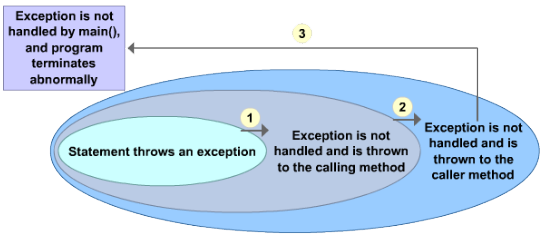 Exception is not
handled by main(),
and program
terminates
abnormally
3
1
2
Statement throws an exception
Exception is not
handled and is thrown
to the calling method
Exception is not
handled and is
thrown to the
caller method